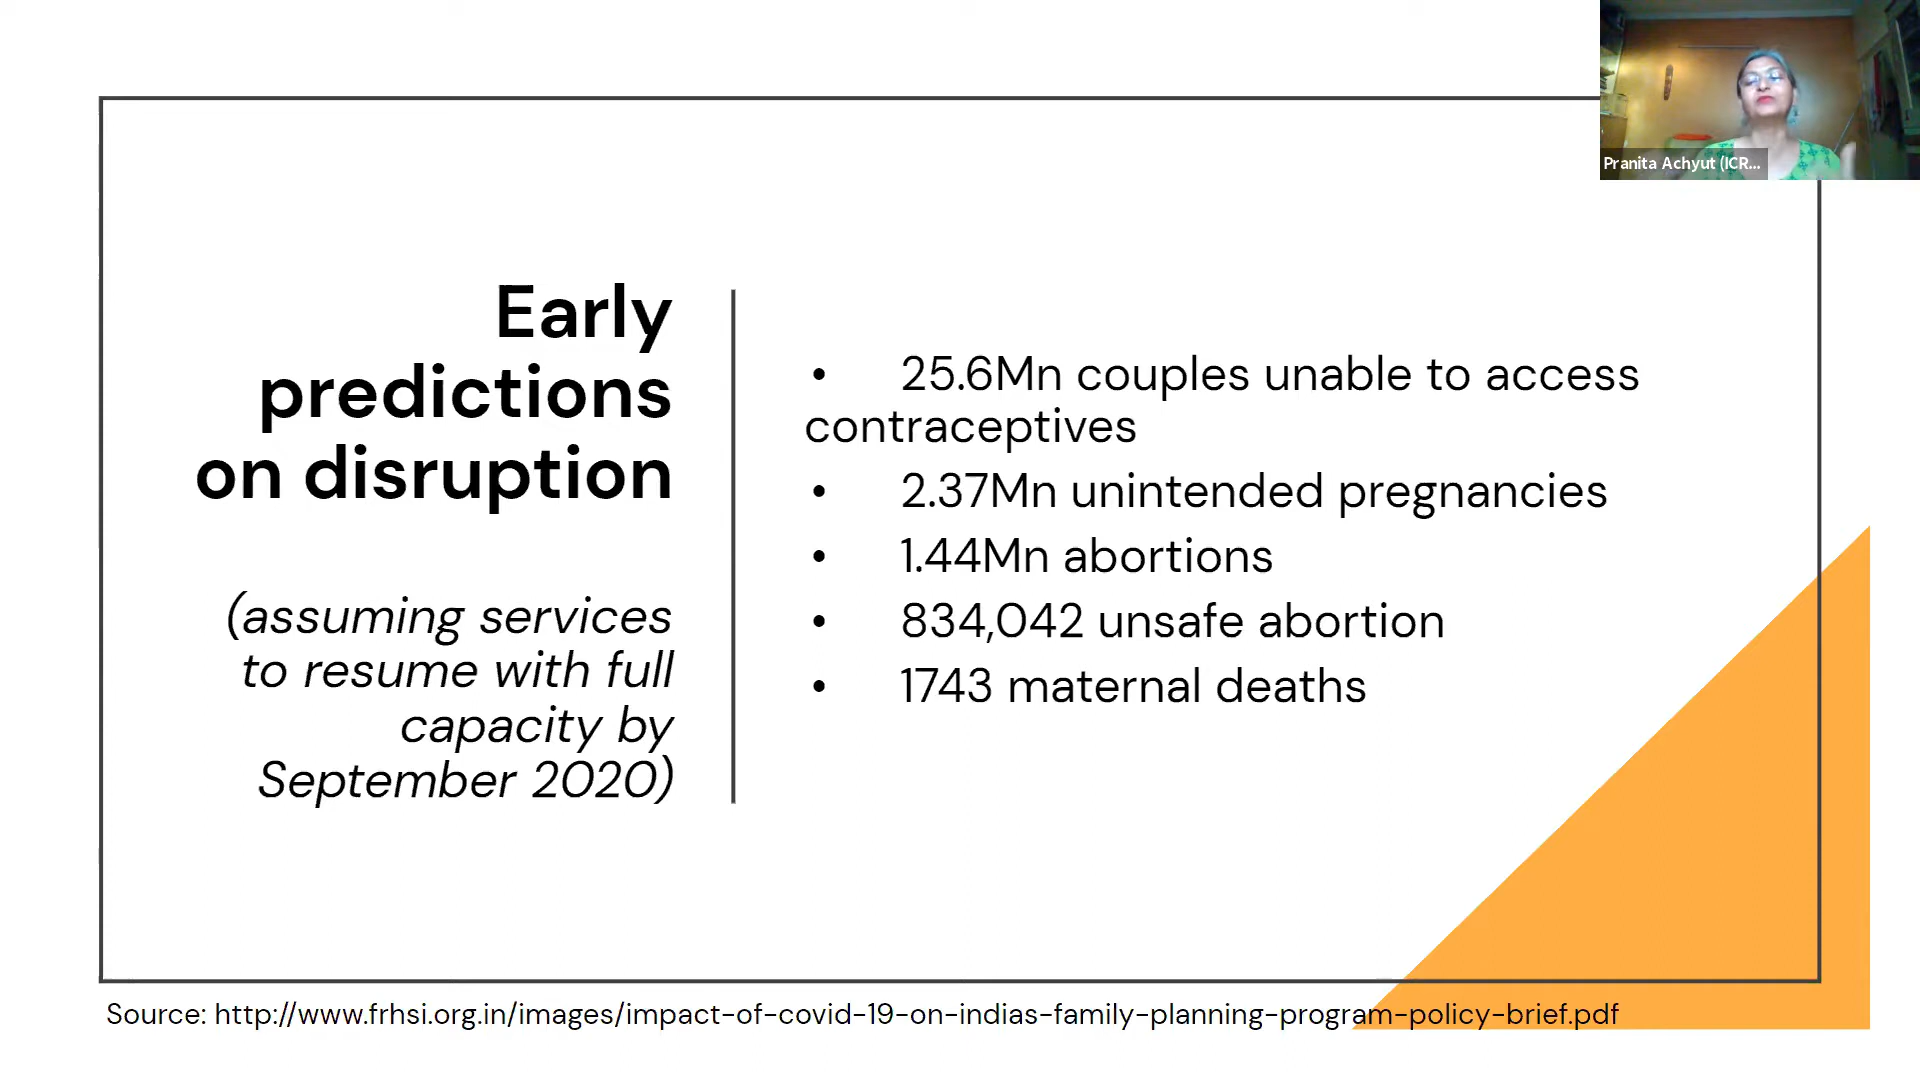 Pranita Achyut (ICR...
Early
predictions
on disruption
(assuming services
to resume with full
capacity by
September 2020)
• 25.6Mn couples unable to access
contraceptives
• 2.37Mn unintended pregnancies
• 1.44Mn abortions
• 834,042 unsafe abortion
• 1743 maternal deaths
Source: http://www.frhsi.org.in/images/impact-of-covid-19-on-indias-family-planning-program-policy-brief.pdf